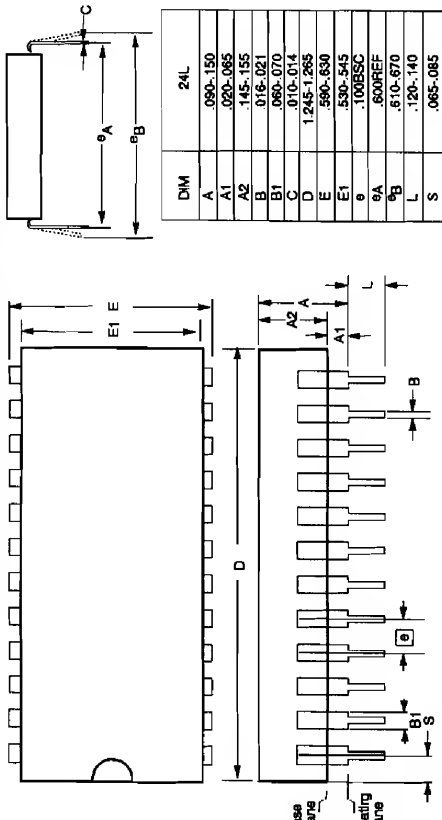 C
eA
eB
E
E1
D
A
A2
A1
L
B
e
B1
S
DIM 24L
A .090-.150
A1 .020-.065
A2 .145-.155
B .016-.021
B1 .060-.070
C .010-.014
D 1.245-1.265
E .590-.630
E1 .530-.545
e .100BSC
eA .600REF
eB .610-.670
L .120-.140
S .065-.085